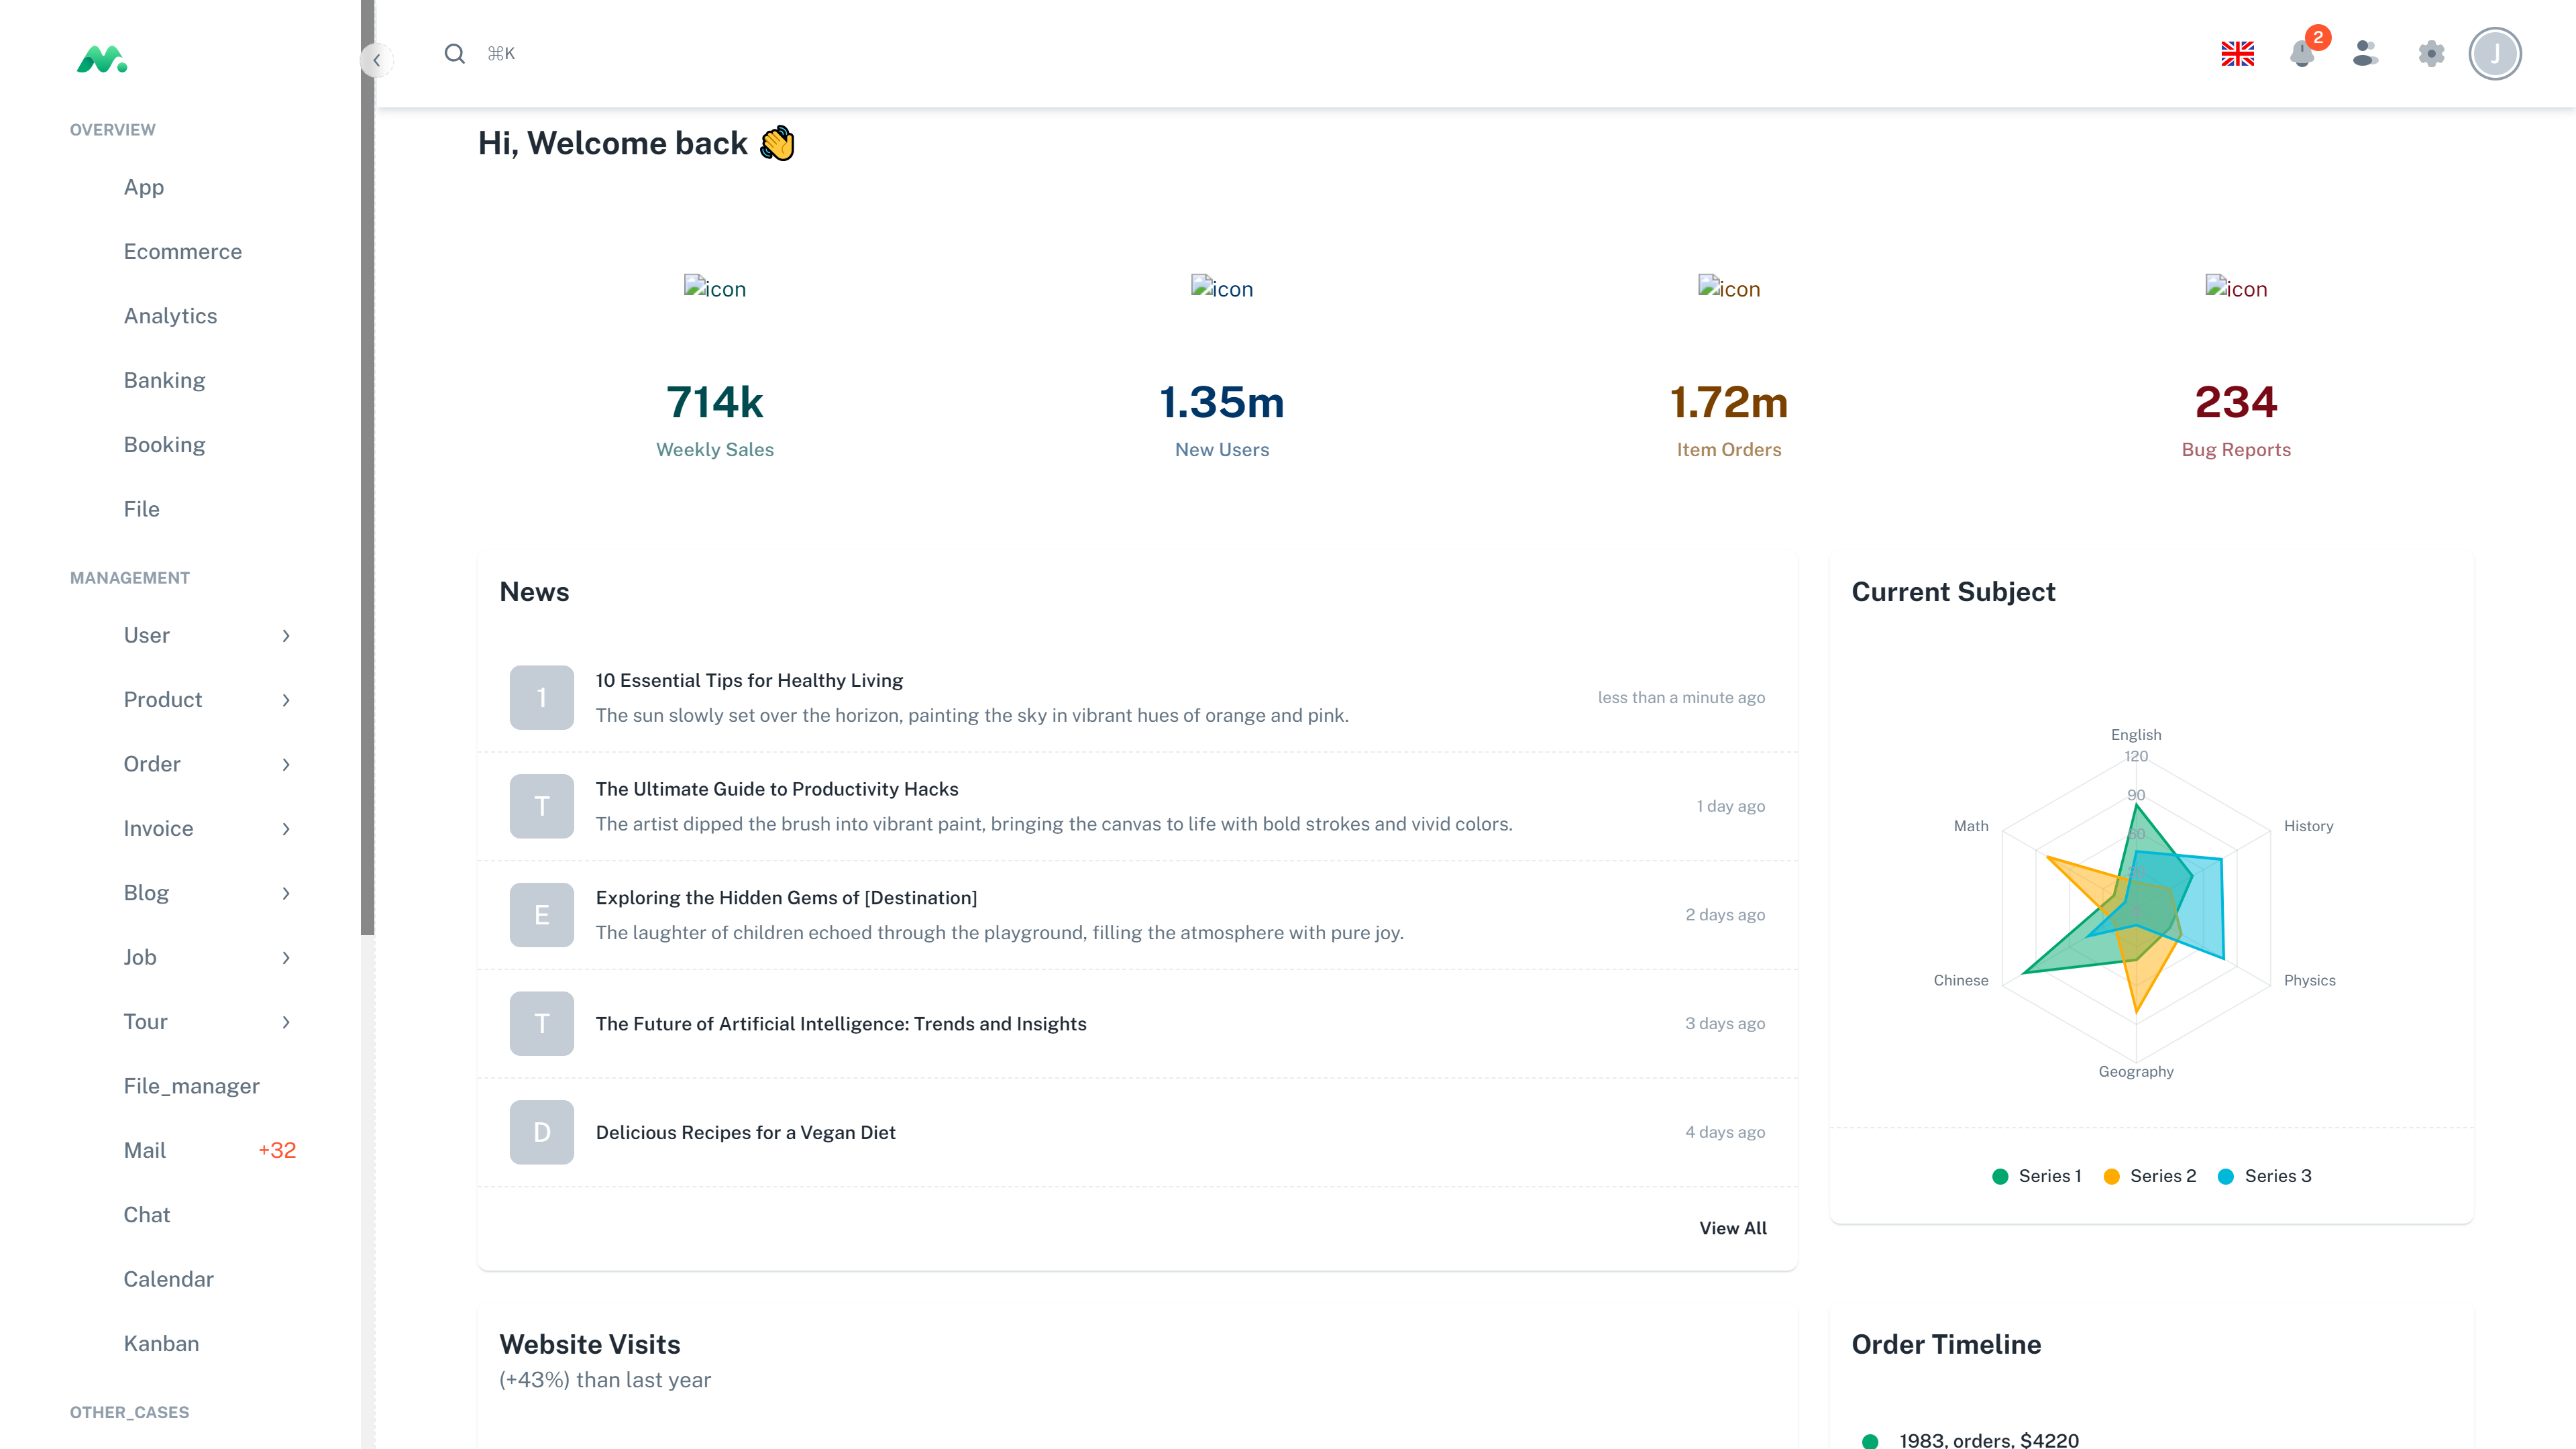 ⌘K
2
J
OVERVIEW
App
Ecommerce
Analytics
Banking
Booking
File
MANAGEMENT
User
Product
Order
Invoice
Blog
Job
Tour
File_manager
Mail +32
Chat
Calendar
Kanban
OTHER_CASES
Hi, Welcome back 👋
icon
714k
Weekly Sales
icon
1.35m
New Users
icon
1.72m
Item Orders
icon
234
Bug Reports
News
1
10 Essential Tips for Healthy Living
The sun slowly set over the horizon, painting the sky in vibrant hues of orange and pink.
less than a minute ago
T
The Ultimate Guide to Productivity Hacks
The artist dipped the brush into vibrant paint, bringing the canvas to life with bold strokes and vivid colors.
1 day ago
E
Exploring the Hidden Gems of [Destination]
The laughter of children echoed through the playground, filling the atmosphere with pure joy.
2 days ago
T
The Future of Artificial Intelligence: Trends and Insights
3 days ago
D
Delicious Recipes for a Vegan Diet
4 days ago
View All
Current Subject
English
120
90
60
History
Physics
Geography
Chinese
Math
Series 1
Series 2
Series 3
Website Visits
(+43%) than last year
Order Timeline
1983, orders, $4220